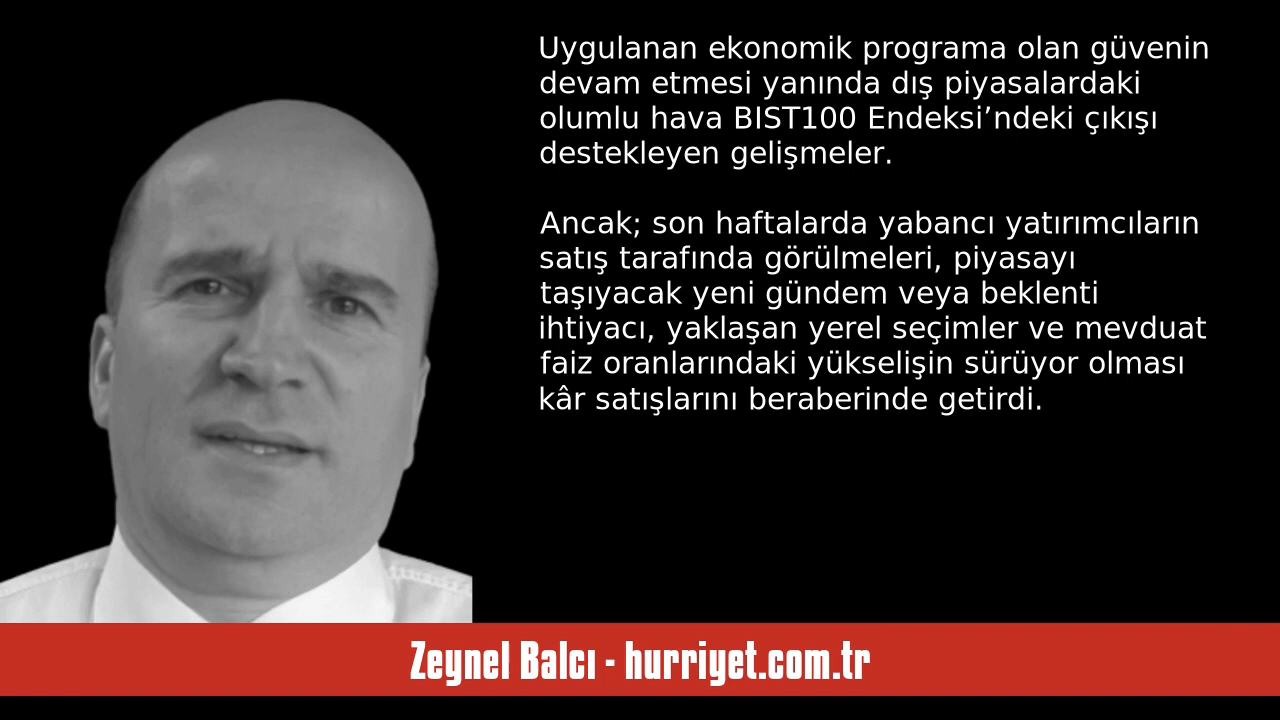 Uygulanan ekonomik programa olan güvenin
devam etmesi yanında dış piyasalardaki
olumlu hava BIST100 Endeksi’ndeki çıkışı
destekleyen gelişmeler.
Ancak; son haftalarda yabancı yatırımcıların
satış tarafında görülmeleri, piyasayı
taşıyacak yeni gündem veya beklenti
ihtiyacı, yaklaşan yerel seçimler ve mevduat
faiz oranlarındaki yükselişin sürüyor olması
kâr satışlarını beraberinde getirdi.
Zeynel Balcı - hurriyet.com.tr